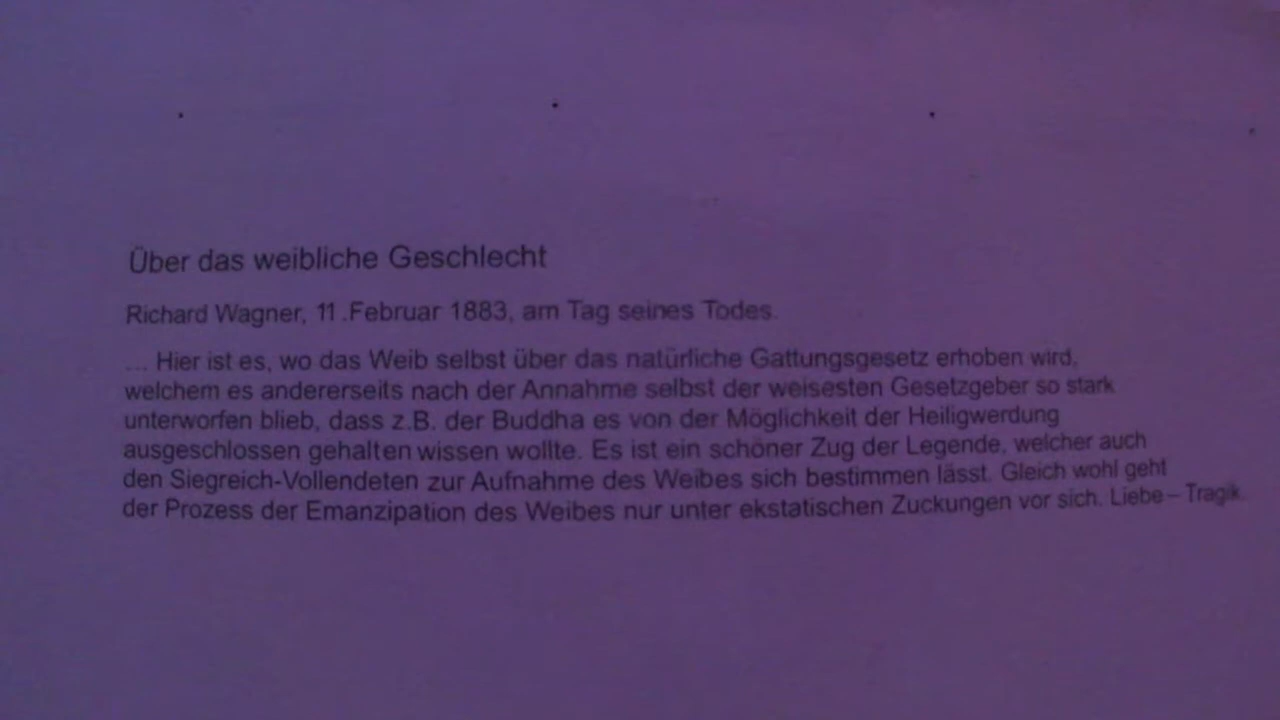 Über das weibliche Geschlecht
Richard Wagner, 11.Februar 1883, am Tag seines Todes.
... Hier ist es, wo das Weib selbst über das natürliche Gattungsgesetz erhoben wird,
welchem es andererseits nach der Annahme selbst der weisesten Gesetzgeber so stark
unterworfen blieb, dass z.B. der Buddha es von der Möglichkeit der Heiligwerdung
ausgeschlossen gehalten wissen wollte. Es ist ein schöner Zug der Legende, welcher auch
den Siegreich-Vollendeten zur Aufnahme des Weibes sich bestimmen lässt. Gleich wohl geht
der Prozess der Emanzipation des Weibes nur unter ekstatischen Zuckungen vor sich. Liebe – Tragik.